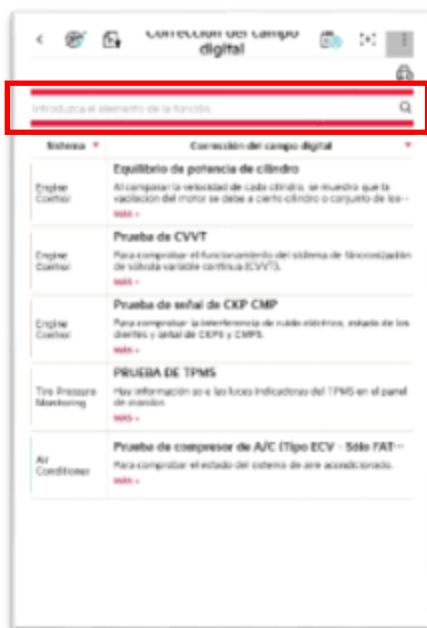 Corrección del campo
digital
Introduzca el elemento de la función.
Sistema
Corrección del campo digital
Equilibrio de potencia de cilindro
Engine
Control
Al comparar la velocidad de cada cilindro, se muestra que la
vacilación del motor se debe a cierto cilindro o conjunto de los···
MÁS +
Prueba de CVVT
Engine
Control
Para comprobar el funcionamiento del sistema de Sincronización
de válvula variable continua (CVVT).
MÁS +
Prueba de señal de CKP CMP
Engine
Control
Para comprobar la interferencia de ruido eléctrico, estado de los
dientes y señal de CKPS y CMPS.
MÁS +
PRUEBA DE TPMS
Tire Pressure
Monitoring
Hay información so e las luces indicadoras del TPMS en el panel
de mandos.
MÁS +
Prueba de compresor de A/C (Tipo ECV - Sólo FAT···
Air
Conditioner
Para comprobar el estado del sistema de aire acondicionado.
MÁS +